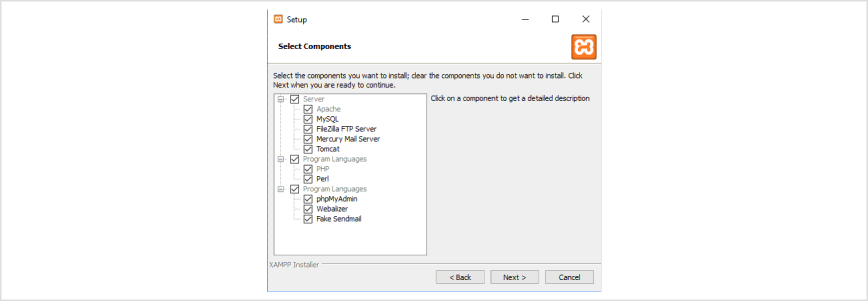 Setup
Select Components
Select the components you want to install; clear the components you do not want to install. Click
Next when you are ready to continue.
Server
Apache
MySQL
FileZilla FTP Server
Mercury Mail Server
Tomcat
Program Languages
PHP
Perl
Program Languages
phpMyAdmin
Webalizer
Fake Sendmail
Click on a component to get a detailed description
XAMPP Installer
< Back
Next >
Cancel